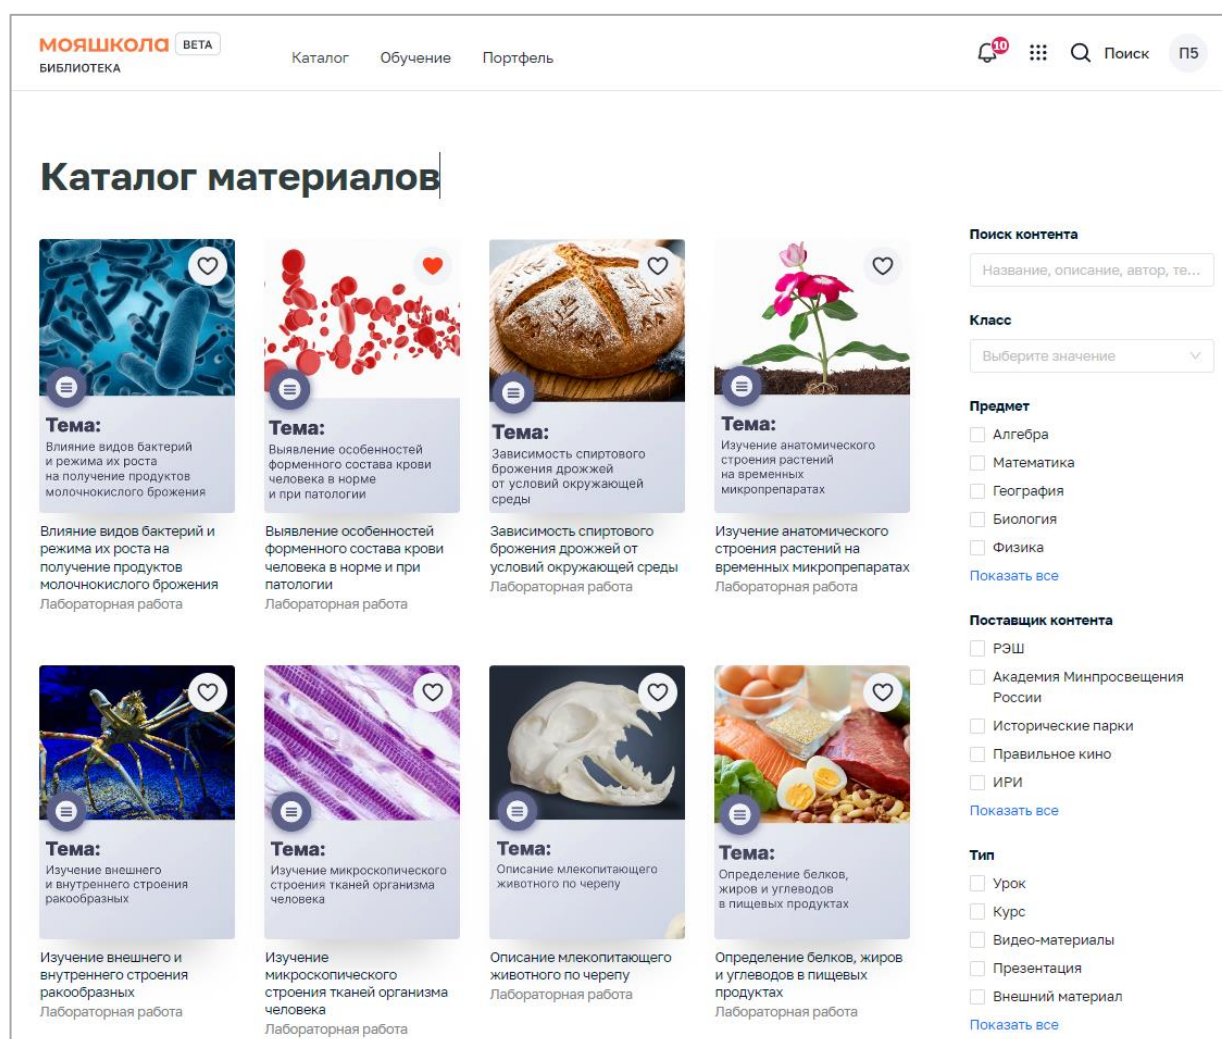 МОЯШКОЛА BETA
БИБЛИОТЕКА
Каталог Обучение Портфель
10
Поиск
П5
Каталог материалов
Тема:
Влияние видов бактерий
и режима их роста
на получение продуктов
молочнокислого брожения
Влияние видов бактерий и
режима их роста на
получение продуктов
молочнокислого брожения
Лабораторная работа
Тема:
Выявление особенностей
форменного состава крови
человека в норме
и при патологии
Выявление особенностей
форменного состава крови
человека в норме и при
патологии
Лабораторная работа
Тема:
Зависимость спиртового
брожения дрожжей
от условий окружающей
среды
Зависимость спиртового
брожения дрожжей от
условий окружающей среды
Лабораторная работа
Тема:
Изучение анатомического
строения растений
на временных
микропрепаратах
Изучение анатомического
строения растений на
временных микропрепаратах
Лабораторная работа
Тема:
Изучение внешнего
и внутреннего строения
ракообразных
Изучение внешнего и
внутреннего строения
ракообразных
Лабораторная работа
Тема:
Изучение микроскопического
строения тканей организма
человека
Изучение
микроскопического
строения тканей организма
человека
Лабораторная работа
Тема:
Описание млекопитающего
животного по черепу
Описание млекопитающего
животного по черепу
Лабораторная работа
Тема:
Определение белков,
жиров и углеводов
в пищевых продуктах
Определение белков, жиров
и углеводов в пищевых
продуктах
Лабораторная работа
Поиск контента
Название, описание, автор, те...
Класс
Выберите значение
Предмет
Алгебра
Математика
География
Биология
Физика
Показать все
Поставщик контента
РЭШ
Академия Минпросвещения
России
Исторические парки
Правильное кино
ИРИ
Показать все
Тип
Урок
Курс
Видео-материалы
Презентация
Внешний материал
Показать все